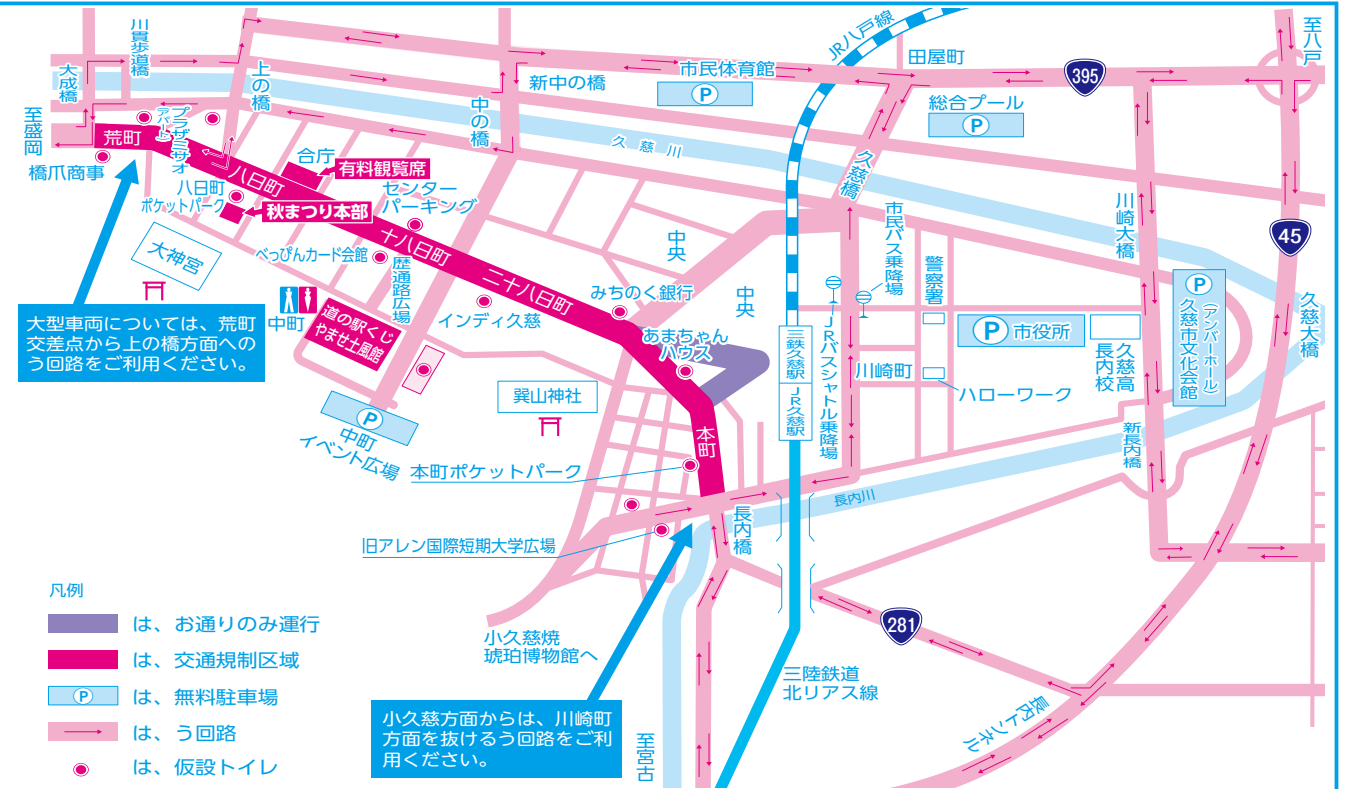 川貫歩道橋
大成橋
上の橋
至盛岡
荒町
プラザミサオ
アパート
橋爪商事
八日町
合庁
有料観覧席
八日町
ポケットパーク
秋まつり本部
センター
パーキング
大神宮
べっぴんカード会館
十八日町
二十八日町
歴通路広場
中町
道の駅くじ
やませ土風館
インディ久慈
みちのく銀行
あまちゃん
ハウス
中町
イベント広場
P
巽山神社
本町
本町ポケットパーク
旧アレン国際短期大学広場
中の橋
新中の橋
市民体育館
P
JR八戸線
田屋町
395
至八戸
総合プール
P
久慈川
久慈橋
中央
中央
市民バス乗降場
警察署
JRバスシャトル乗降場
三鉄久慈駅
JR久慈駅
川崎町
P 市役所
ハローワーク
久慈高
長内校
川崎大橋
P
久慈市文化会館
(アンバーホール)
45
久慈大橋
新長内橋
長内川
長内橋
281
三陸鉄道
北リアス線
長内トンネル
至宮古
小久慈焼
琥珀博物館へ
大型車両については、荒町
交差点から上の橋方面への
う回路をご利用ください。
小久慈方面からは、川崎町
方面を抜けるう回路をご利
用ください。
凡例
は、お通りのみ運行
は、交通規制区域
P は、無料駐車場
は、う回路
は、仮設トイレ